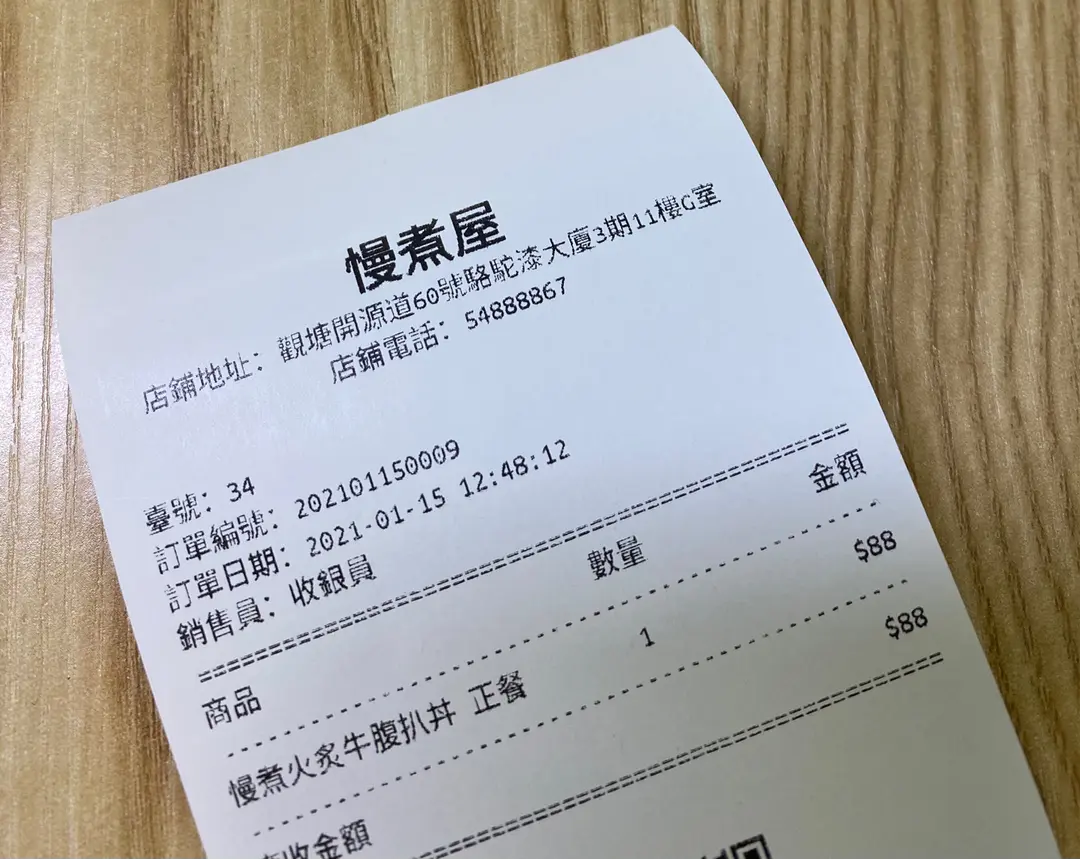 慢煮屋
店鋪地址: 觀塘開源道60號駱駝漆大廈3期11樓G室
店鋪電話: 54888867
臺號: 34
訂單編號: 202101150009
訂單日期: 2021-01-15 12:48:12
銷售員: 收銀員
商品 數量 金額
慢煮火炙牛腹扒丼 正餐 1 $88
收金額 $88